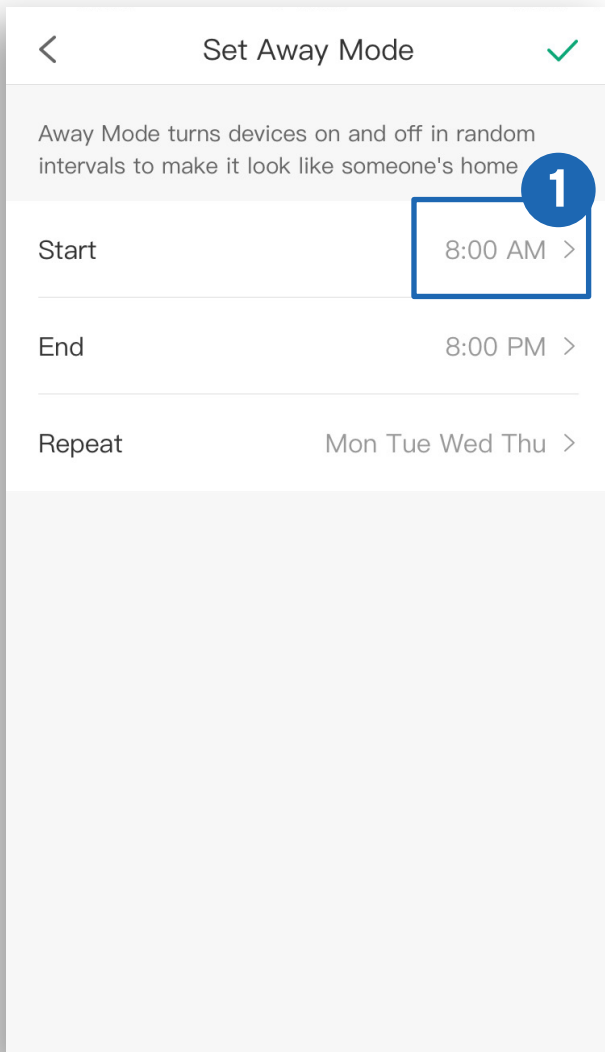 Set Away Mode
Away Mode turns devices on and off in random
intervals to make it look like someone's home
1
Start 8:00 AM
End 8:00 PM
Repeat Mon Tue Wed Thu